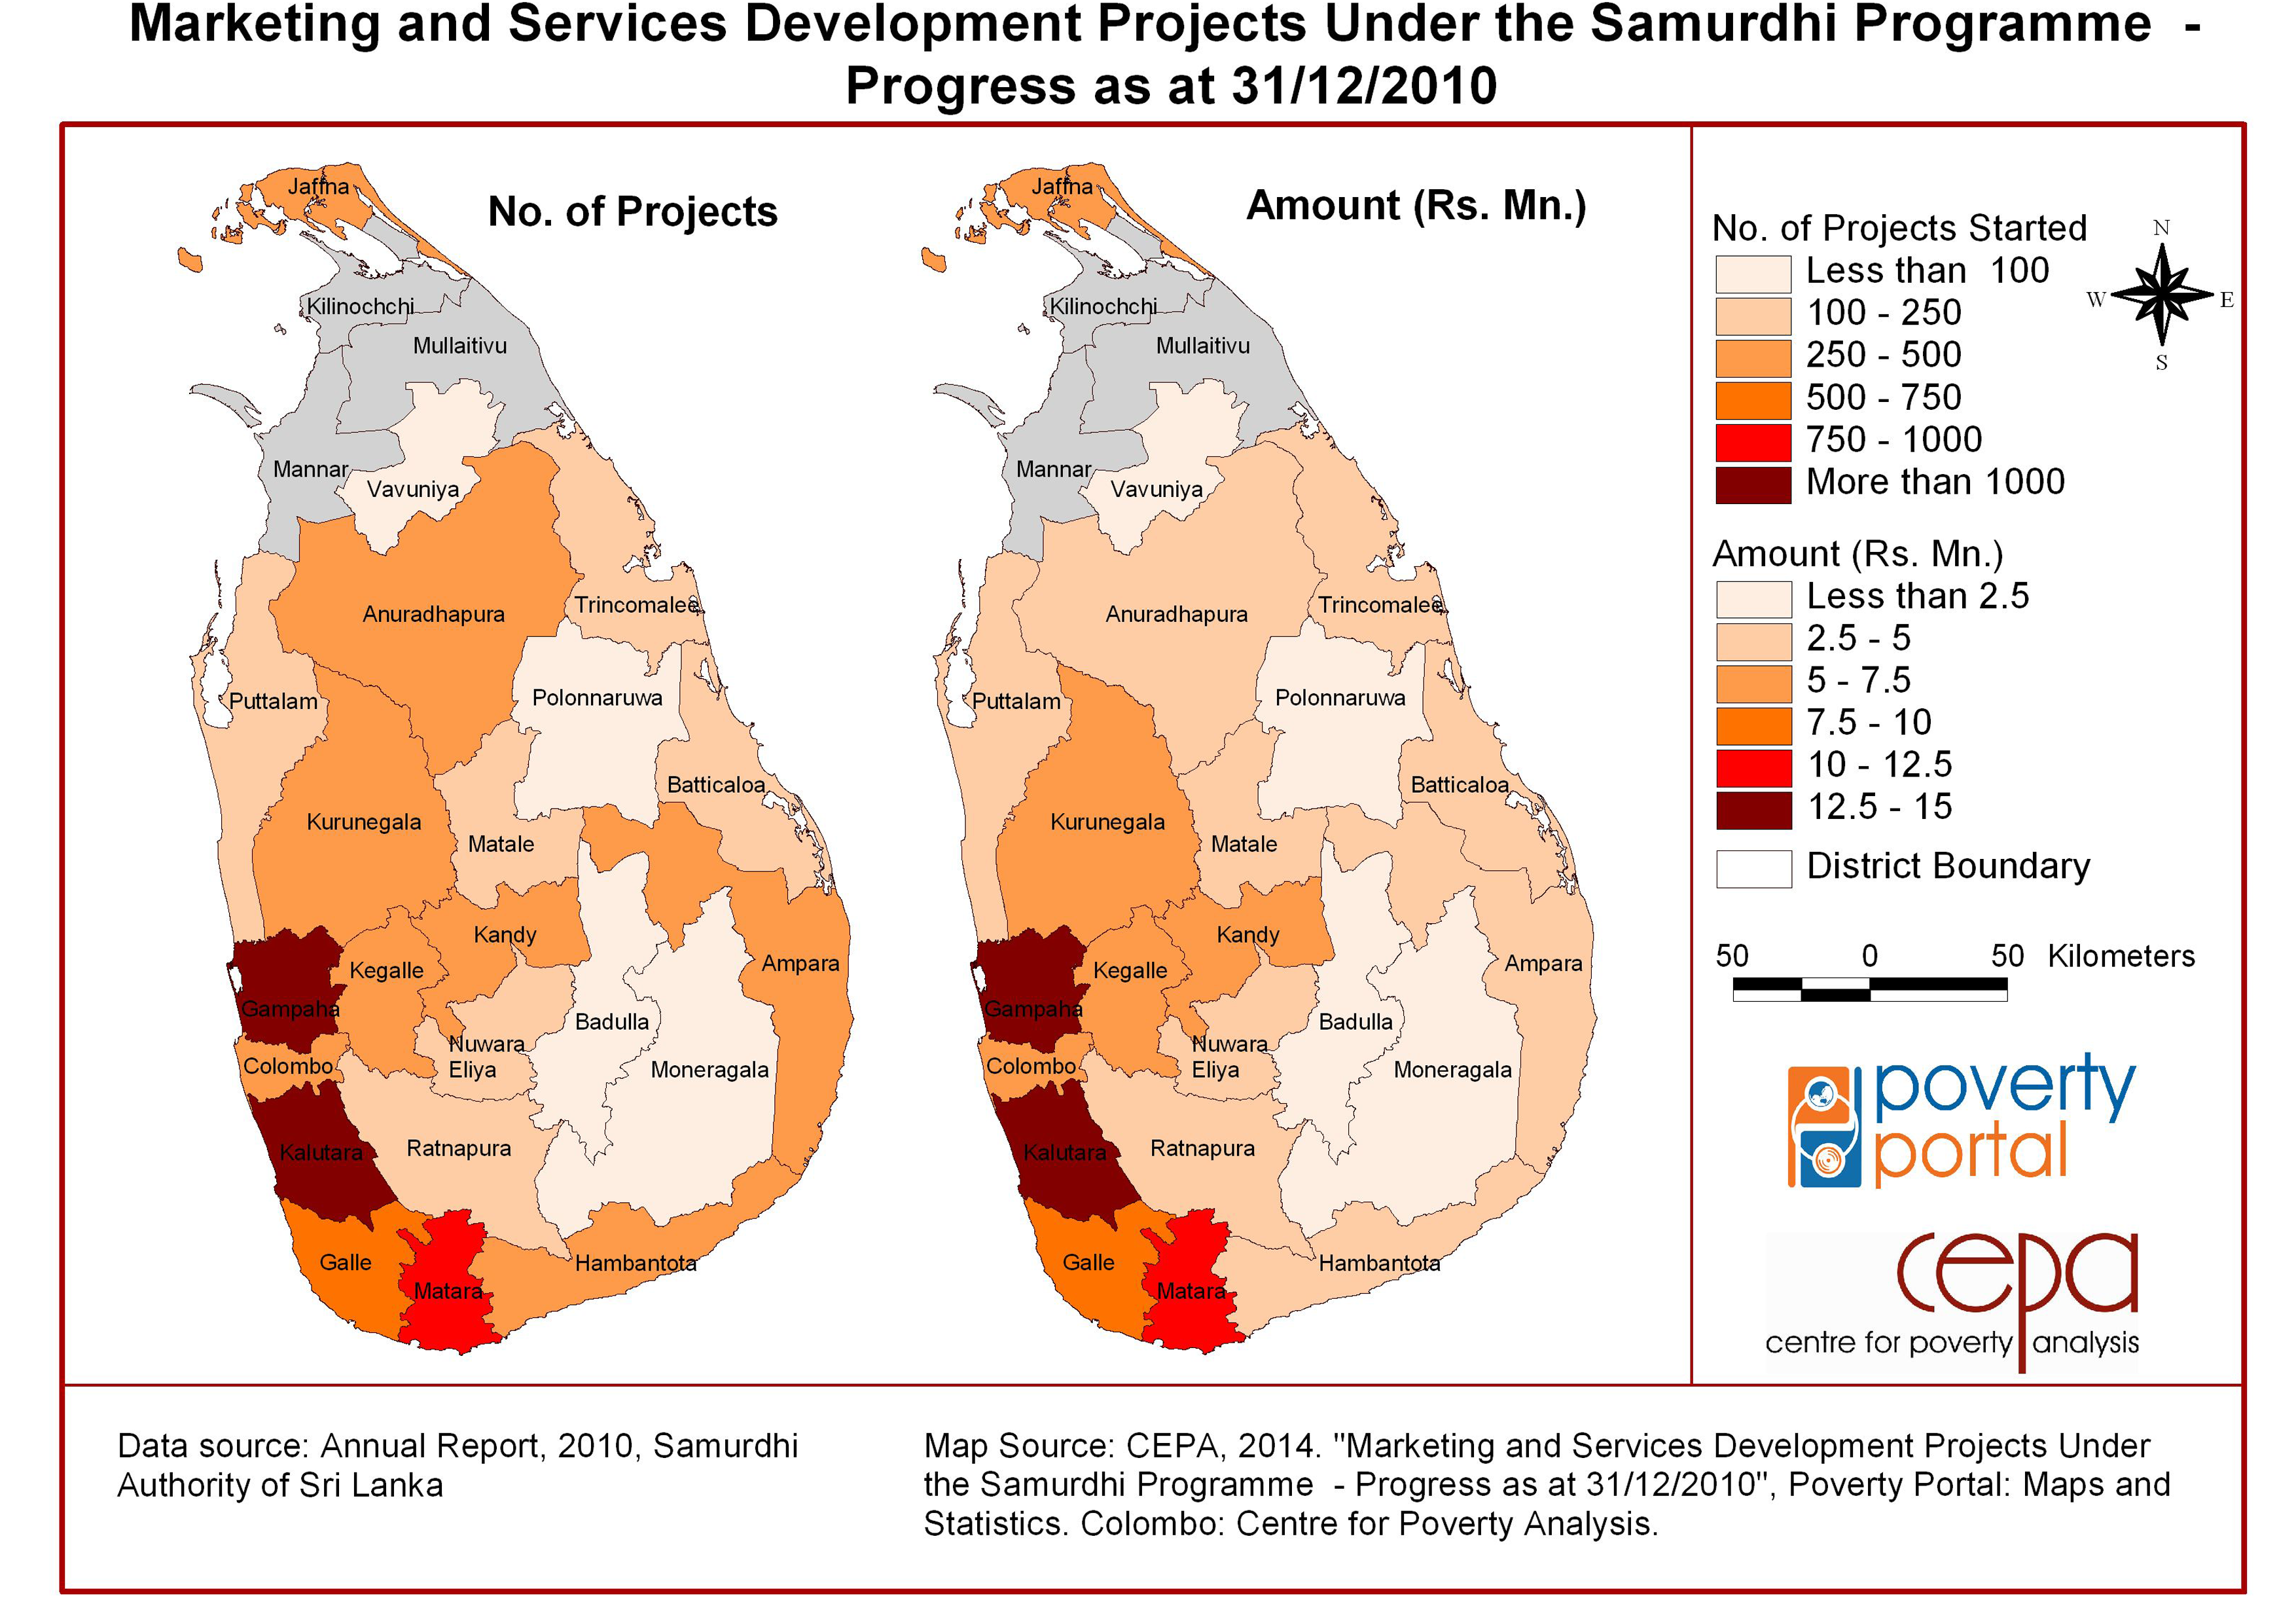 Marketing and Services Development Projects Under the Samurdhi Programme  -
Progress as at 31/12/2010
No. of Projects
Jaffna
Kilinochchi
Mullaitivu
Mannar
Vavuniya
Anuradhapura
Trincomalee
Puttalam
Polonnaruwa
Batticaloa
Kurunegala
Matale
Kandy
Kegalle
Ampara
Gampaha
Badulla
Nuwara
Eliya
Colombo
Moneragala
Kalutara
Ratnapura
Galle
Hambantota
Matara
Amount (Rs. Mn.)
Jaffna
Kilinochchi
Mullaitivu
Mannar
Vavuniya
Anuradhapura
Trincomalee
Puttalam
Polonnaruwa
Batticaloa
Kurunegala
Matale
Kandy
Kegalle
Ampara
Gampaha
Badulla
Nuwara
Eliya
Colombo
Moneragala
Kalutara
Ratnapura
Galle
Hambantota
Matara
No. of Projects Started
Less than  100
100 - 250
250 - 500
500 - 750
750 - 1000
More than 1000
N
W
E
S
Amount (Rs. Mn.)
Less than 2.5
2.5 - 5
5 - 7.5
7.5 - 10
10 - 12.5
12.5 - 15
District Boundary
50 0 50 Kilometers
poverty
portal
cepa
centre for poverty analysis
Data source: Annual Report, 2010, Samurdhi
Authority of Sri Lanka
Map Source: CEPA, 2014. "Marketing and Services Development Projects Under
the Samurdhi Programme  - Progress as at 31/12/2010", Poverty Portal: Maps and
Statistics. Colombo: Centre for Poverty Analysis.